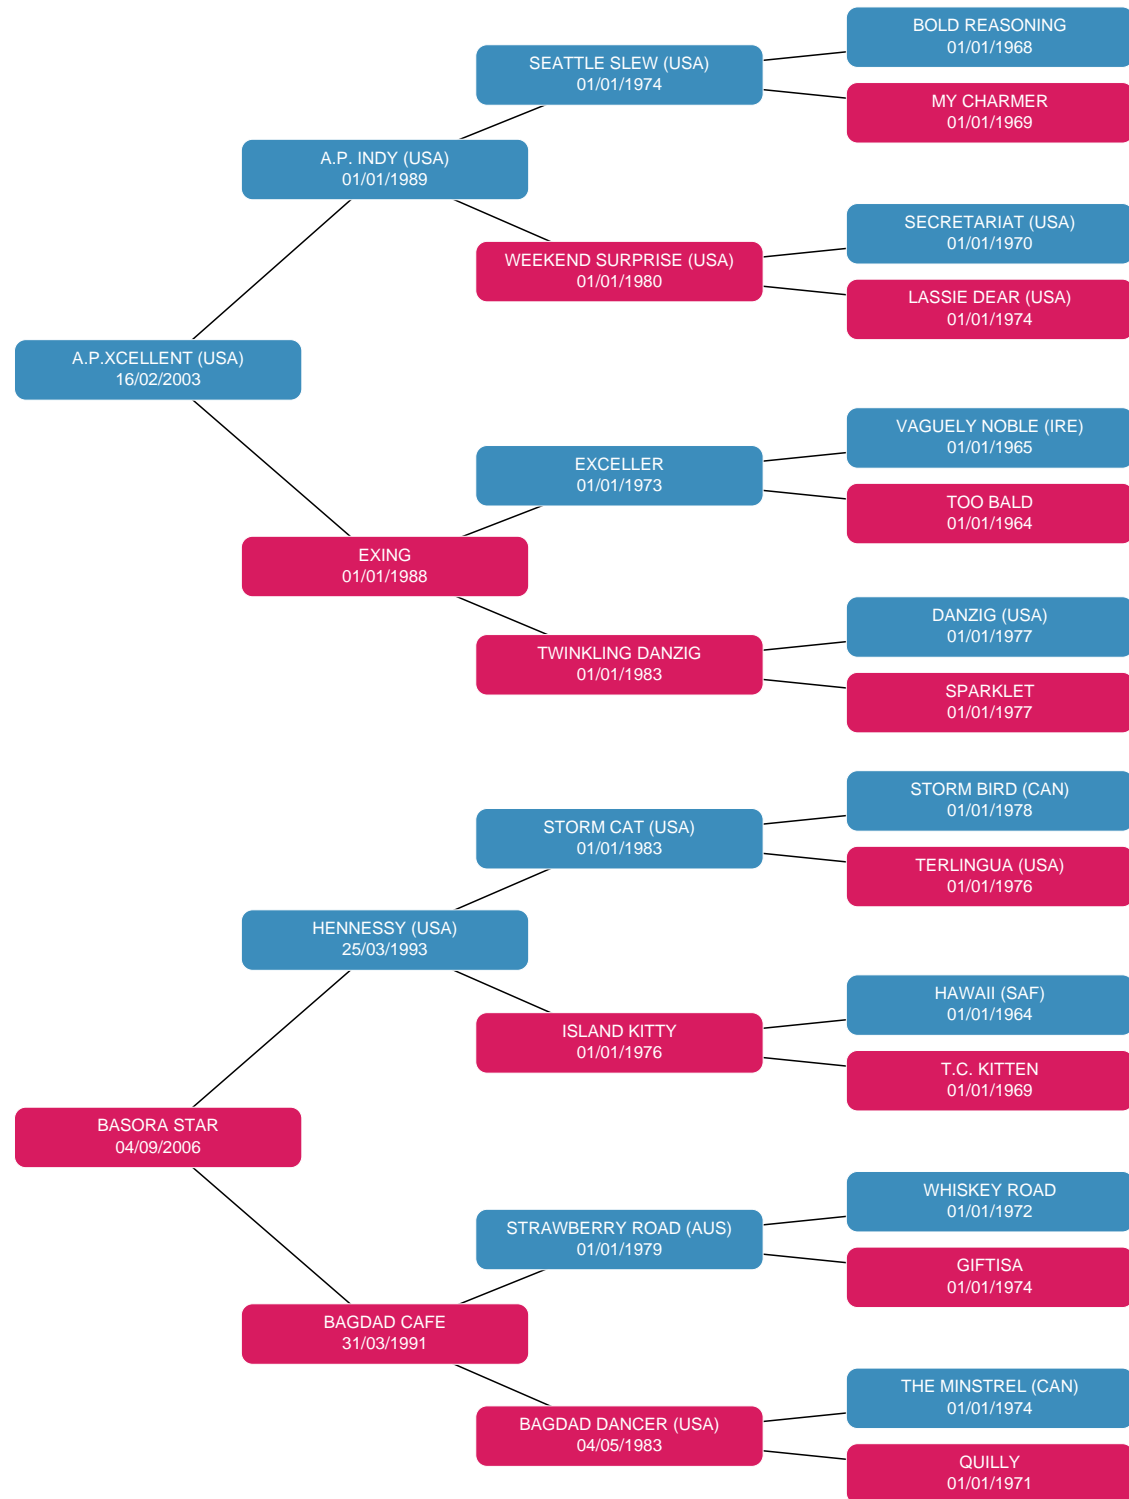 BOLD REASONING
01/01/1968
SEATTLE SLEW (USA)
01/01/1974
MY CHARMER
01/01/1969
A.P. INDY (USA)
01/01/1989
SECRETARIAT (USA)
01/01/1970
WEEKEND SURPRISE (USA)
01/01/1980
LASSIE DEAR (USA)
01/01/1974
A.P.XCELLENT (USA)
16/02/2003
VAGUELY NOBLE (IRE)
01/01/1965
EXCELLER
01/01/1973
TOO BALD
01/01/1964
EXING
01/01/1988
DANZIG (USA)
01/01/1977
TWINKLING DANZIG
01/01/1983
SPARKLET
01/01/1977
STORM BIRD (CAN)
01/01/1978
STORM CAT (USA)
01/01/1983
TERLINGUA (USA)
01/01/1976
HENNESSY (USA)
25/03/1993
HAWAII (SAF)
01/01/1964
ISLAND KITTY
01/01/1976
T.C. KITTEN
01/01/1969
BASORA STAR
04/09/2006
WHISKEY ROAD
01/01/1972
STRAWBERRY ROAD (AUS)
01/01/1979
GIFTISA
01/01/1974
BAGDAD CAFE
31/03/1991
THE MINSTREL (CAN)
01/01/1974
BAGDAD DANCER (USA)
04/05/1983
QUILLY
01/01/1971